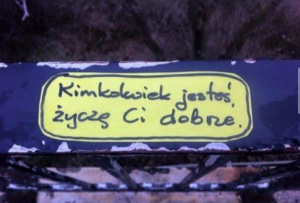 Kimkolwiek jesteś,
życzę Ci dobrze.